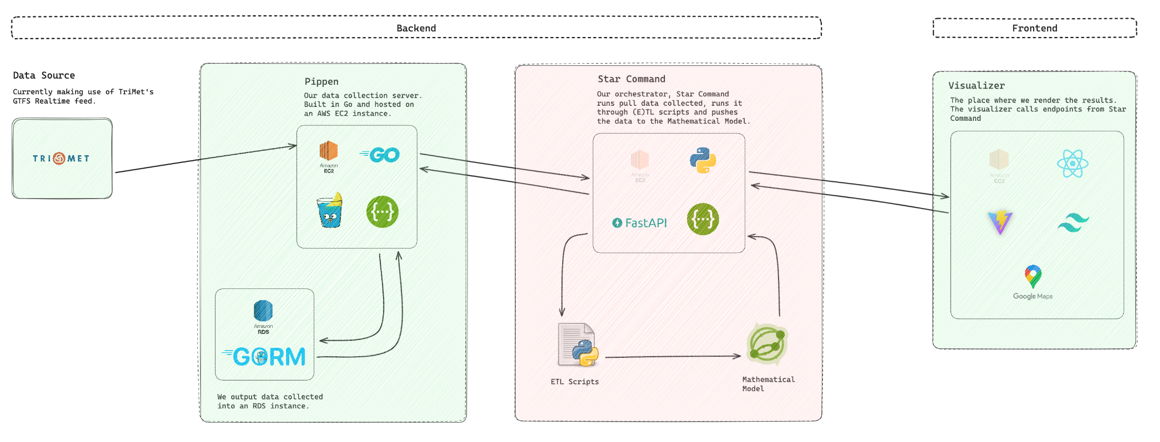 Backend
Frontend
Data Source
Currently making use of TriMet's
GTFS Realtime feed.
TRI MET
Pippen
Our data collection server.
Built in Go and hosted on
an AWS EC2 instance.
Amazon
EC2
GO
Amazon
RDS
GORM
We output data collected
into an RDS instance.
Star Command
Our orchestrator, Star Command
runs pull data collected, runs it
through (E)TL scripts and pushes
the data to the Mathematical Model.
Amazon
EC2
FastAPI
{...}
ETL Scripts
Mathematical
Model
Visualizer
The place where we render the results.
The visualizer calls endpoints from Star
Command
Amazon
EC2
Google Maps